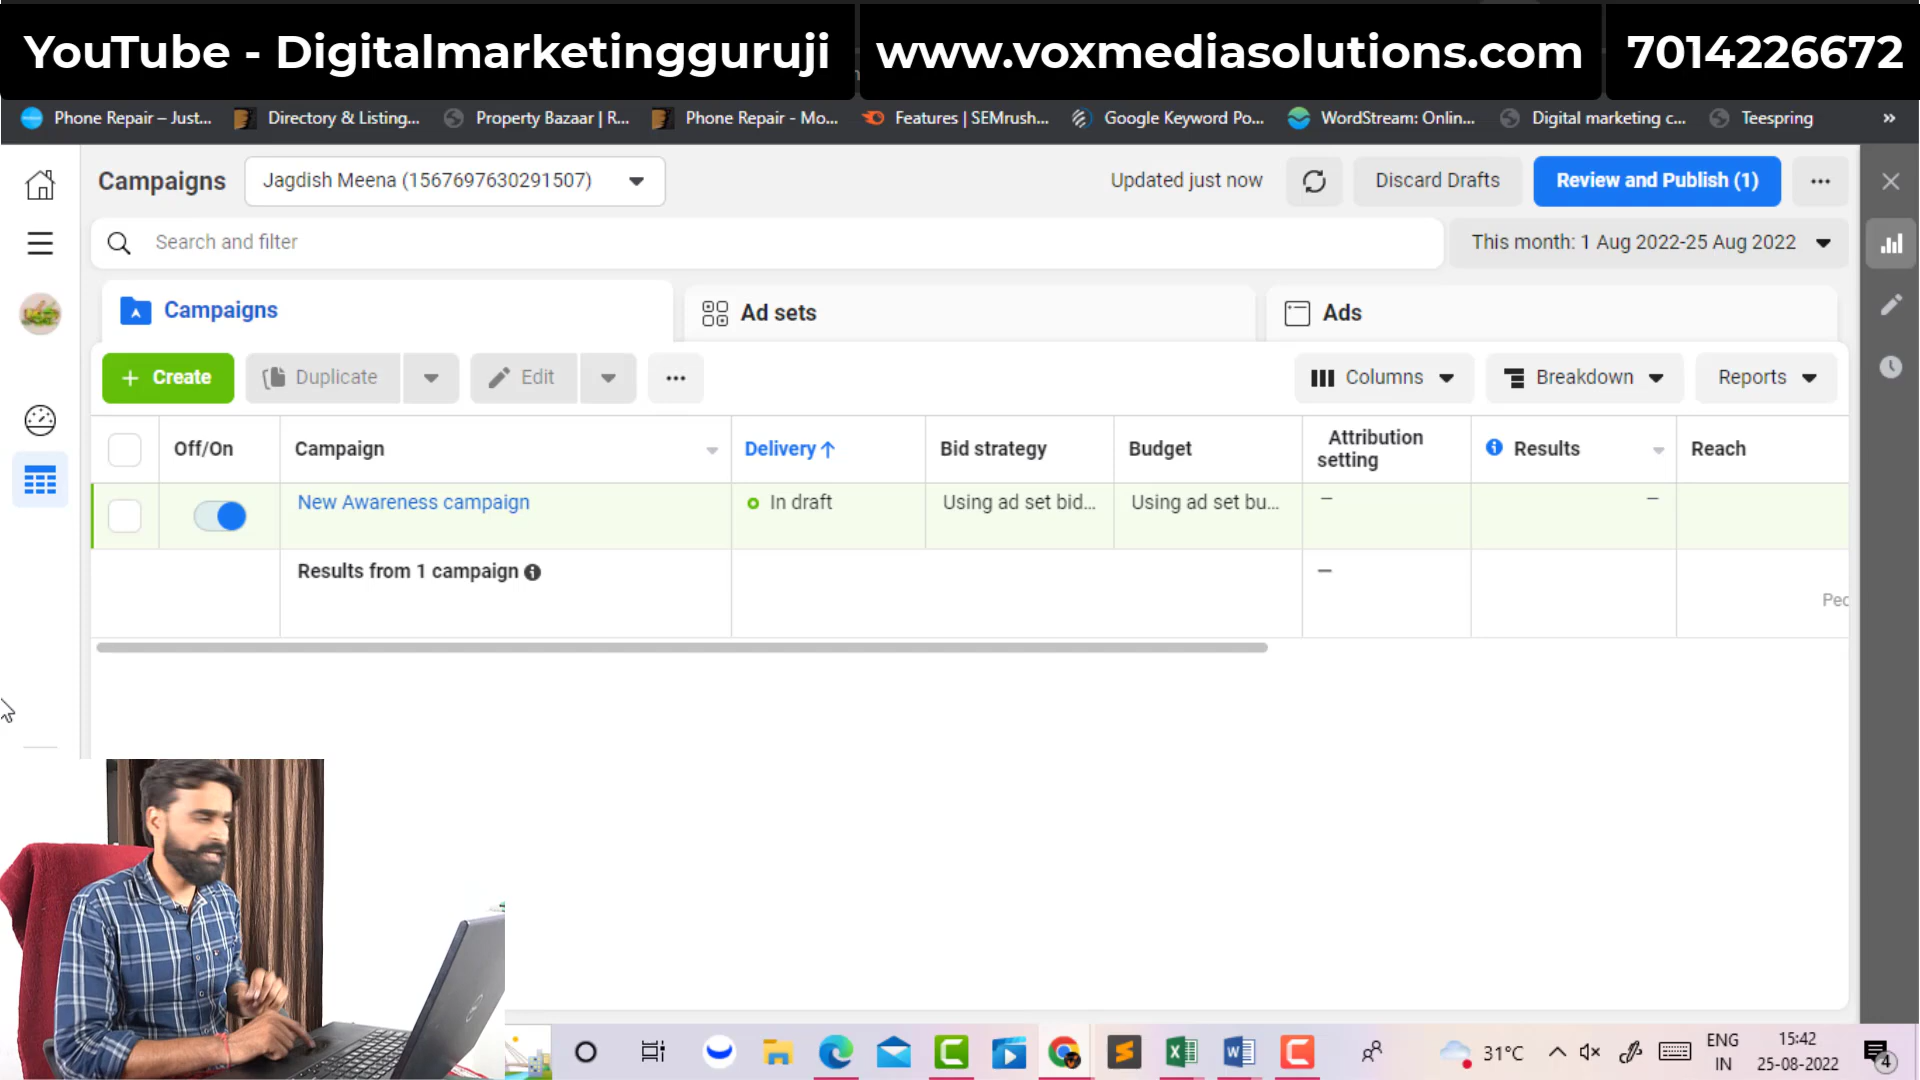 YouTube - Digitalmarketingguruji
www.voxmediasolutions.com
7014226672
Phone Repair – Just...
Directory & Listing...
Property Bazaar | R...
Phone Repair - Mo...
Features | SEMrush...
Google Keyword Po...
WordStream: Onlin...
Digital marketing c...
Teespring
»
Campaigns
Jagdish Meena (1567697630291507)
Updated just now
Discard Drafts
Review and Publish (1)
Search and filter
This month: 1 Aug 2022-25 Aug 2022
Campaigns
Ad sets
Ads
+ Create
Duplicate
Edit
Columns
Breakdown
Reports
Off/On
Campaign
Delivery ↑
Bid strategy
Budget
Attribution
setting
Results
Reach
New Awareness campaign
In draft
Using ad set bid...
Using ad set bu...
—
—
Results from 1 campaign
—
Pec
31°C
ENG
IN
15:42
25-08-2022
4